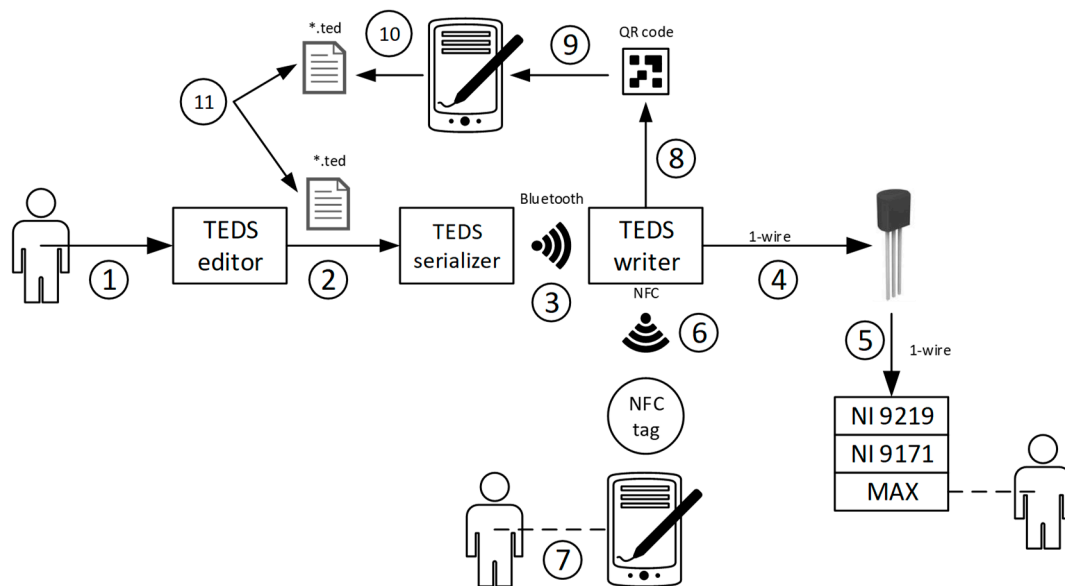 *.ted
10
9
QR code
11
*.ted
8
Bluetooth
TEDS
editor
TEDS
serializer
TEDS
writer
1-wire
1
2
3
4
NFC
6
5
1-wire
NFC
tag
NI 9219
NI 9171
MAX
7